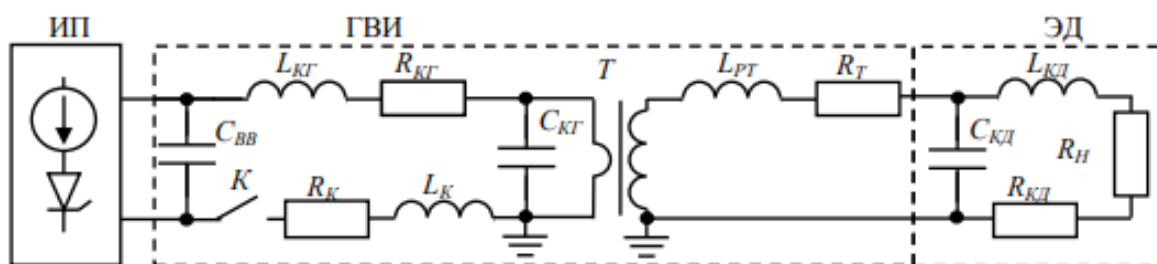 ИП ГВИ ЭД
L_КГ R_КГ T L_РТ R_Т L_КД
C_ВВ C_КГ C_КД R_Н
К R_К L_К R_КД